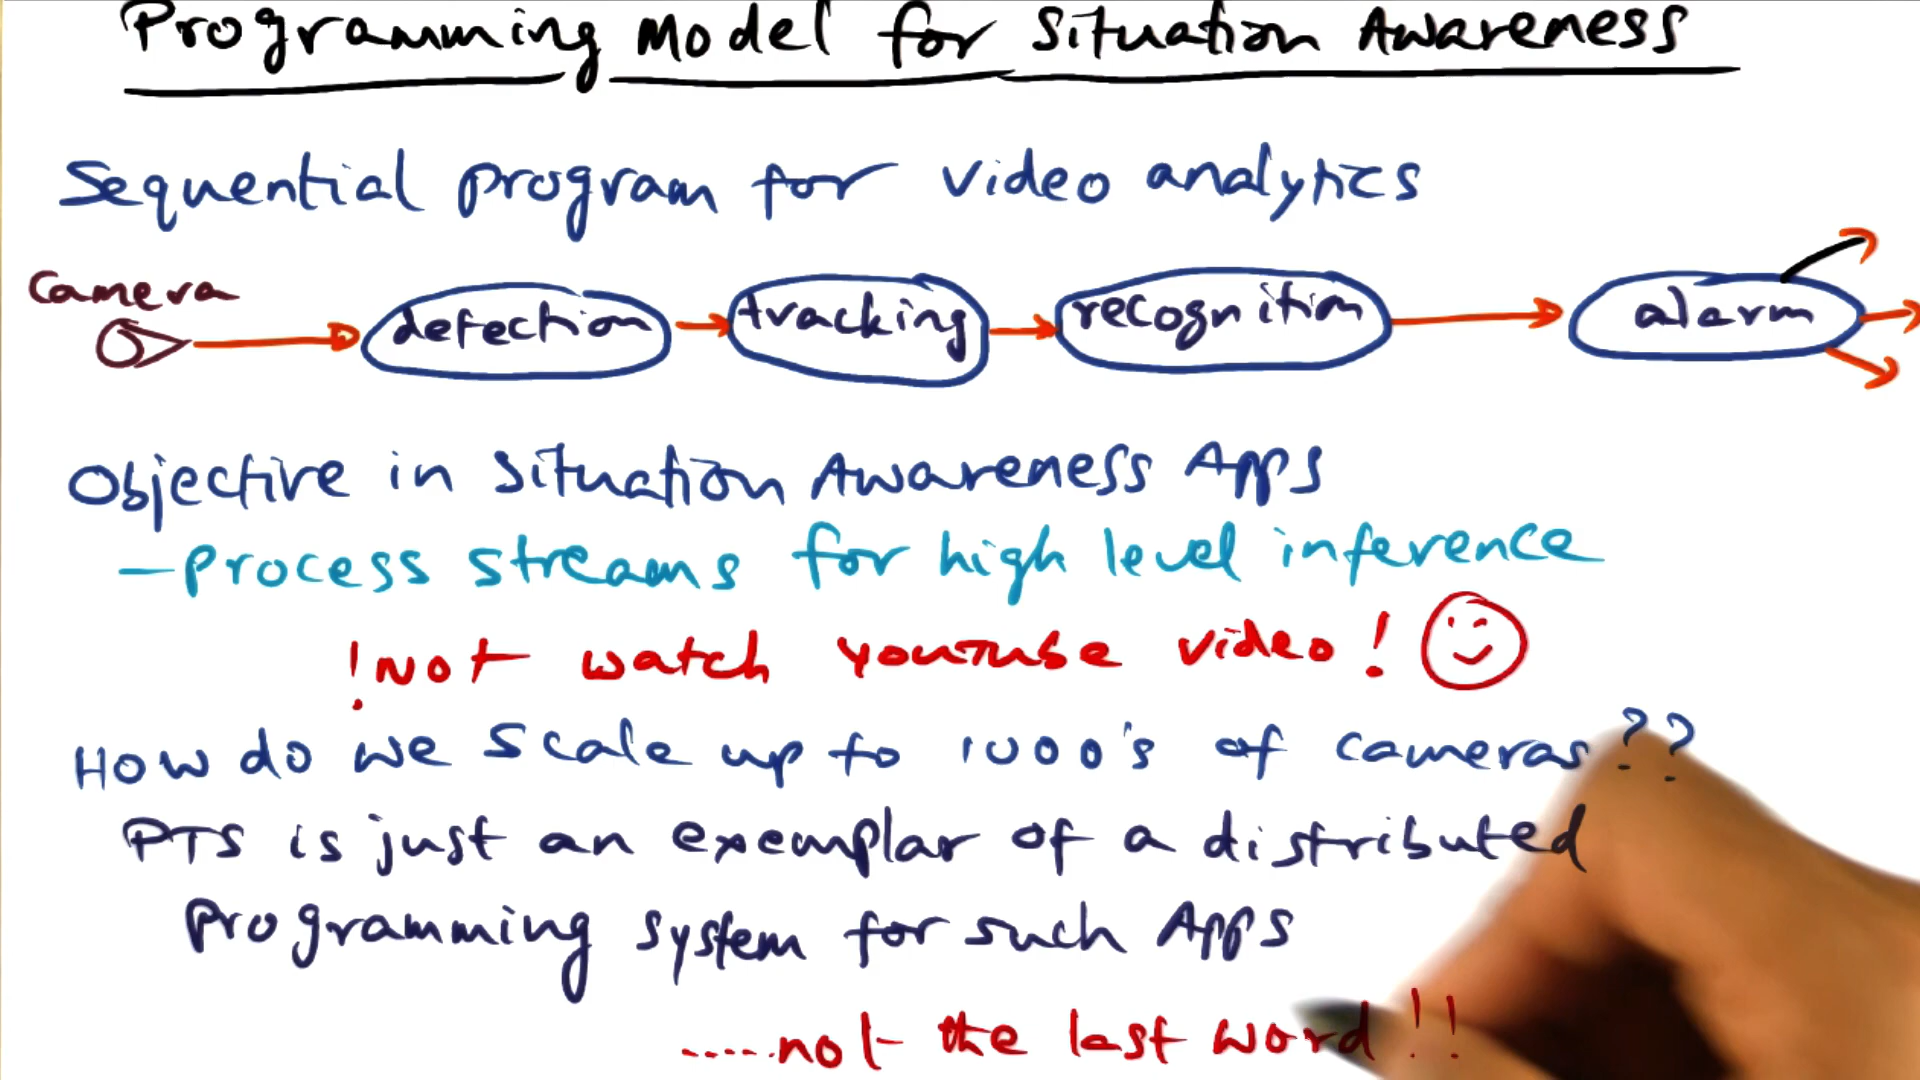 Programming Model for Situation Awareness
Sequential program for video analytics
Camera
detection
tracking
recognition
alarm
Objective in Situation Awareness Apps
- process streams for high level inference
! Not watch YouTube video !
How do we scale up to 1000's of cameras ??
PTS is just an exemplar of a distributed
programming system for such Apps
.....not the last word !!